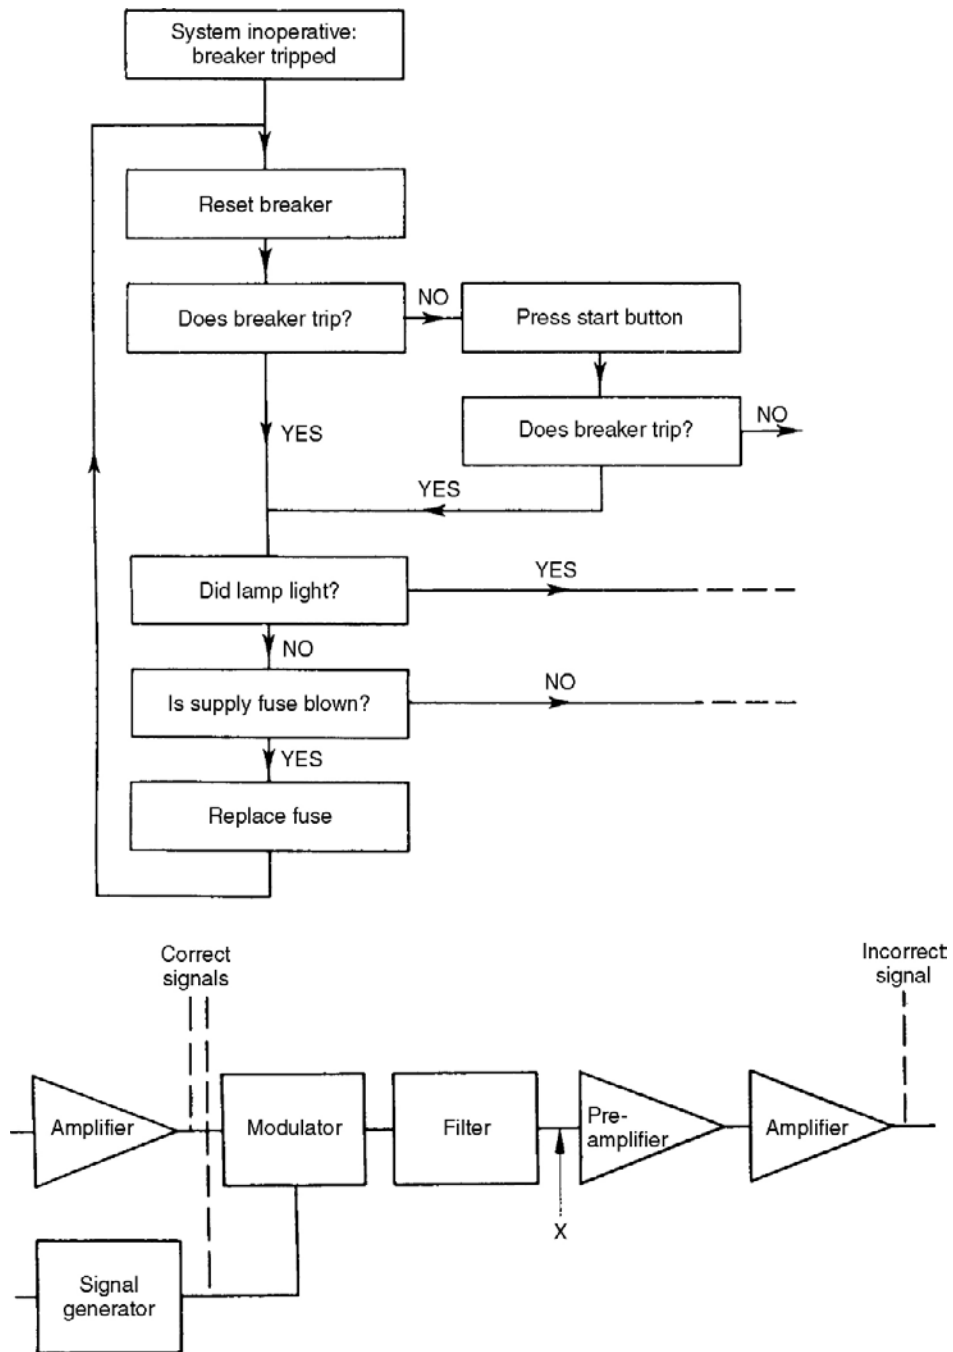 System inoperative:
breaker tripped
Reset breaker
Does breaker trip?
NO
Press start button
Does breaker trip?
NO
YES
YES
Did lamp light?
YES
NO
Is supply fuse blown?
NO
YES
Replace fuse
Correct
signals
Incorrect
signal
Amplifier
Modulator
Filter
Pre-
amplifier
Amplifier
X
Signal
generator